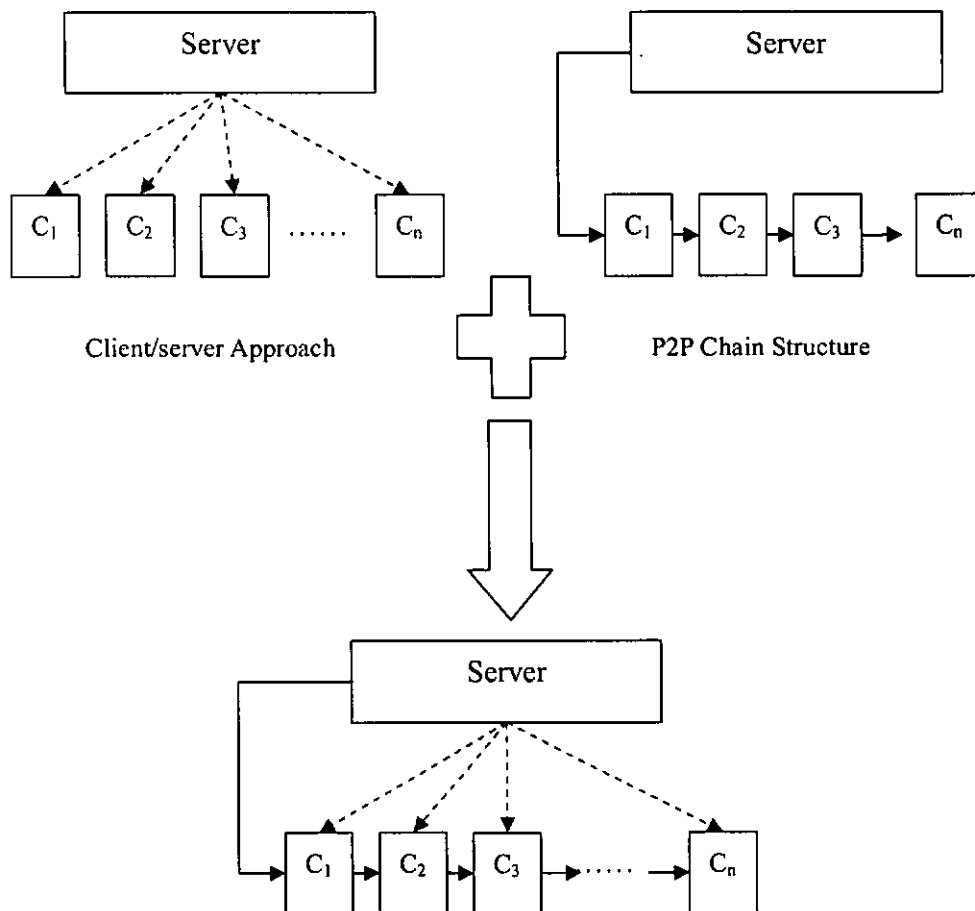 Server
Server
C₁ C₂ C₃ ...... Cₙ
C₁ C₂ C₃ Cₙ
Client/server Approach
P2P Chain Structure
Server
C₁ C₂ C₃ ...... Cₙ